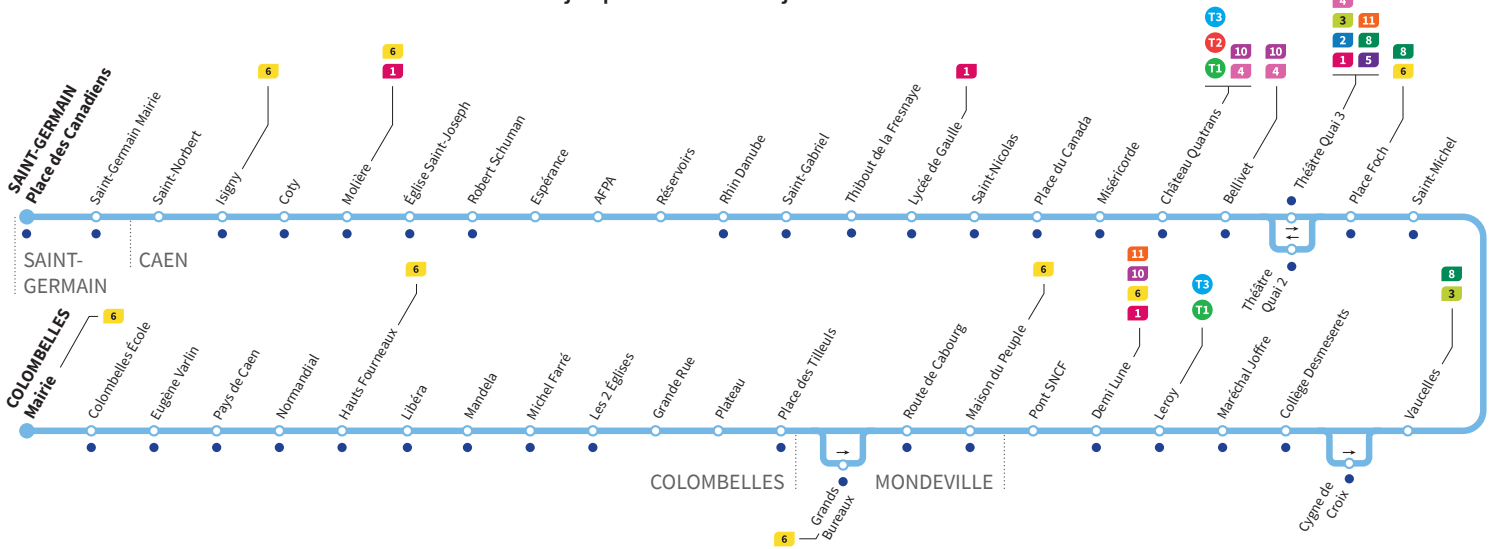 T3
T2
T1
10
4
10
4
4
3
11
2
8
1
5
8
6
6
6
1
1
SAINT-GERMAIN
Place des Canadiens
Saint-Germain Mairie
Saint-Norbert
Isigny
Coty
Molière
Église Saint-Joseph
Robert Schuman
Espérance
AFPA
Réservoirs
Rhin Danube
Saint-Gabriel
Thibout de la Fresnaye
Lycée de Gaulle
Saint-Nicolas
Place du Canada
Miséricorde
Château Quatrans
Bellivet
Théâtre Quai 3
Place Foch
Saint-Michel
→
←
SAINT-
GERMAIN
CAEN
Théâtre
Quai 2
6
6
6
11
10
6
1
T3
T1
8
3
COLOMBELLES
Mairie
Colombelles École
Eugène Varlin
Pays de Caen
Normandial
Hauts Fourneaux
Libéra
Mandela
Michel Farré
Les 2 Églises
Grande Rue
Plateau
Place des Tilleuls
Route de Cabourg
Maison du Peuple
Pont SNCF
Demi Lune
Leroy
Maréchal Joffre
Collège Desmeserets
Vaucelles
→
→
COLOMBELLES
MONDEVILLE
Grands
Bureaux
6
Cygne de
Croix